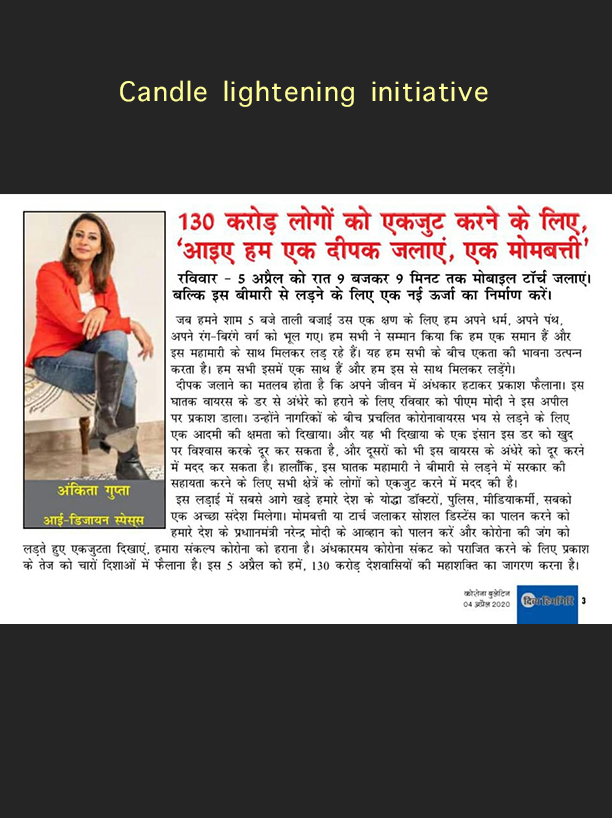 Candle lightening initiative
130 करोड़ लोगों को एकजुट करने के लिए,
‘आइए हम एक दीपक जलाएं, एक मोमबत्ती’
रविवार - 5 अप्रैल को रात 9 बजकर 9 मिनट तक मोबाइल टॉर्च जलाएं।
बल्कि इस बीमारी से लड़ने के लिए एक नई ऊर्जा का निर्माण करें।
जब हमने शाम 5 बजे ताली बजाई उस एक क्षण के लिए हम अपने धर्म, अपने पंथ,
अपने रंग-बिरंगे वर्ग को भूल गए। हम सभी ने सम्मान किया कि हम एक समान हैं और
इस महामारी के साथ मिलकर लड़ रहे हैं। यह हम सभी के बीच एकता की भावना उत्पन्न
करता है। हम सभी इसमें एक साथ हैं और हम इस से साथ मिलकर लड़ेंगे।
दीपक जलाने का मतलब होता है कि अपने जीवन में अंधकार हटाकर प्रकाश फैलाना। इस
घातक वायरस के डर से अंधेरे को हराने के लिए रविवार को पीएम मोदी ने इस अपील
पर प्रकाश डाला। उन्होंने नागरिकों के बीच प्रचलित कोरोनावायरस भय से लड़ने के लिए
एक आदमी की क्षमता को दिखाया। और यह भी दिखाया के एक इंसान इस डर को खुद
पर विश्वास करके दूर कर सकता है, और दूसरों को भी इस वायरस के अंधेरे को दूर करने
में मदद कर सकता है। हालाँकि, इस घातक महामारी ने बीमारी से लड़ने में सरकार की
सहायता करने के लिए सभी क्षेत्रें के लोगों को एकजुट करने में मदद की है।
इस लड़ाई में सबसे आगे खड़े हमारे देश के योद्धा डॉक्टरों, पुलिस, मीडियाकर्मी, सबको
एक अच्छा संदेश मिलेगा। मोमबत्ती या टार्च जलाकर सोशल डिस्टेंस का पालन करने को
हमारे देश के प्रधाानमंत्री नरेन्द्र मोदी के आव्हान को पालन करें और कोरोना की जंग को
लड़ते हुए एकजुटता दिखाएं, हमारा संकल्प कोरोना को हराना है। अंधकारमय कोरोना संकट को पराजित करने के लिए प्रकाश
के तेज को चारों दिशाओं में फैलाना है। इस 5 अप्रैल को हमें, 130 करोड़ देशवासियों की महाशक्ति का जागरण करना है।
अंकिता गुप्ता
आई-डिजायन स्पेसस
कोरोना बुलेटिन
04 अप्रैल 2020
दिव्य हिमगिरि
3